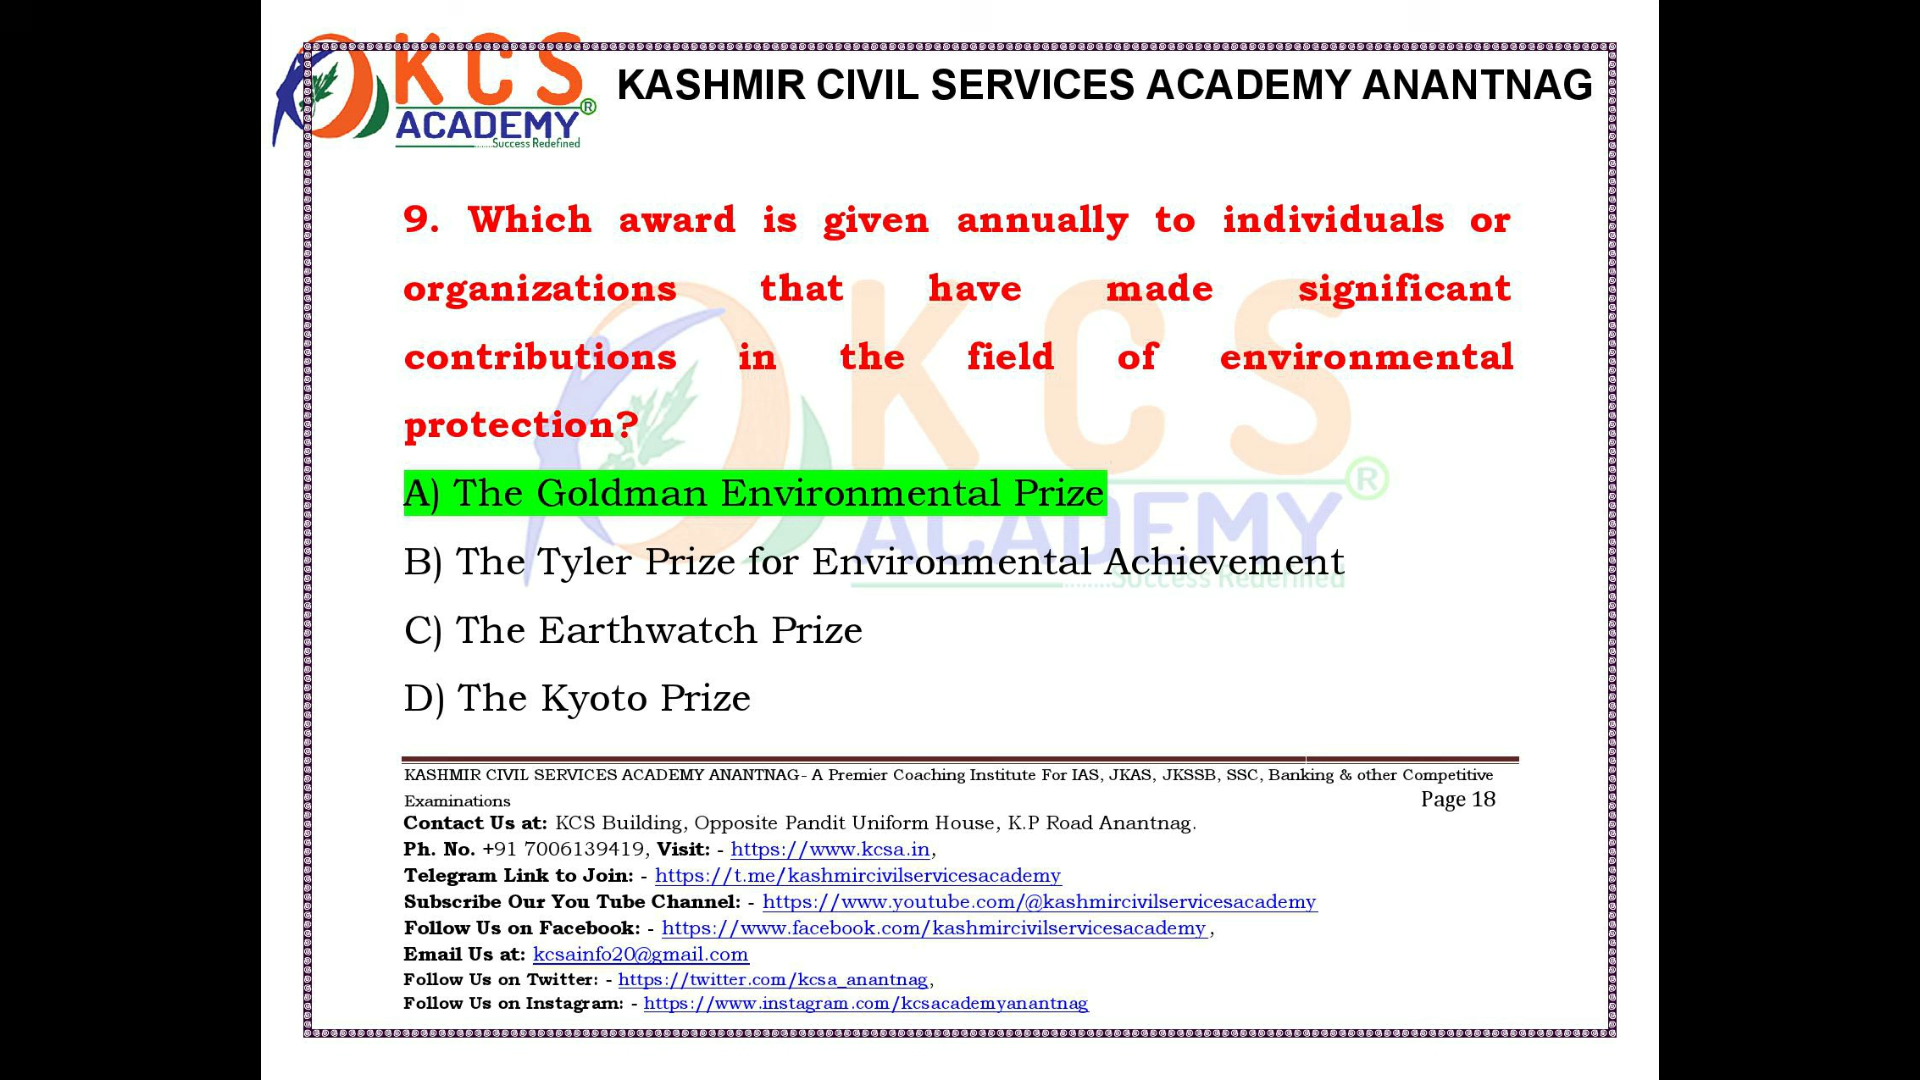 KCS
ACADEMY®
........Success Redefined
KASHMIR CIVIL SERVICES ACADEMY ANANTNAG
9. Which award is given annually to individuals or
organizations that have made significant
contributions in the field of environmental
protection?
A) The Goldman Environmental Prize
B) The Tyler Prize for Environmental Achievement
C) The Earthwatch Prize
D) The Kyoto Prize
KCS
ACADEMY®
........Success Redefined
KASHMIR CIVIL SERVICES ACADEMY ANANTNAG- A Premier Coaching Institute For IAS, JKAS, JKSSB, SSC, Banking & other Competitive
Examinations Page 18
Contact Us at: KCS Building, Opposite Pandit Uniform House, K.P Road Anantnag.
Ph. No. +91 7006139419, Visit: - https://www.kcsa.in,
Telegram Link to Join: - https://t.me/kashmircivilservicesacademy
Subscribe Our You Tube Channel: - https://www.youtube.com/@kashmircivilservicesacademy
Follow Us on Facebook: - https://www.facebook.com/kashmircivilservicesacademy,
Email Us at: kcsainfo20@gmail.com
Follow Us on Twitter: - https://twitter.com/kcsa_anantnag,
Follow Us on Instagram: - https://www.instagram.com/kcsacademyanantnag